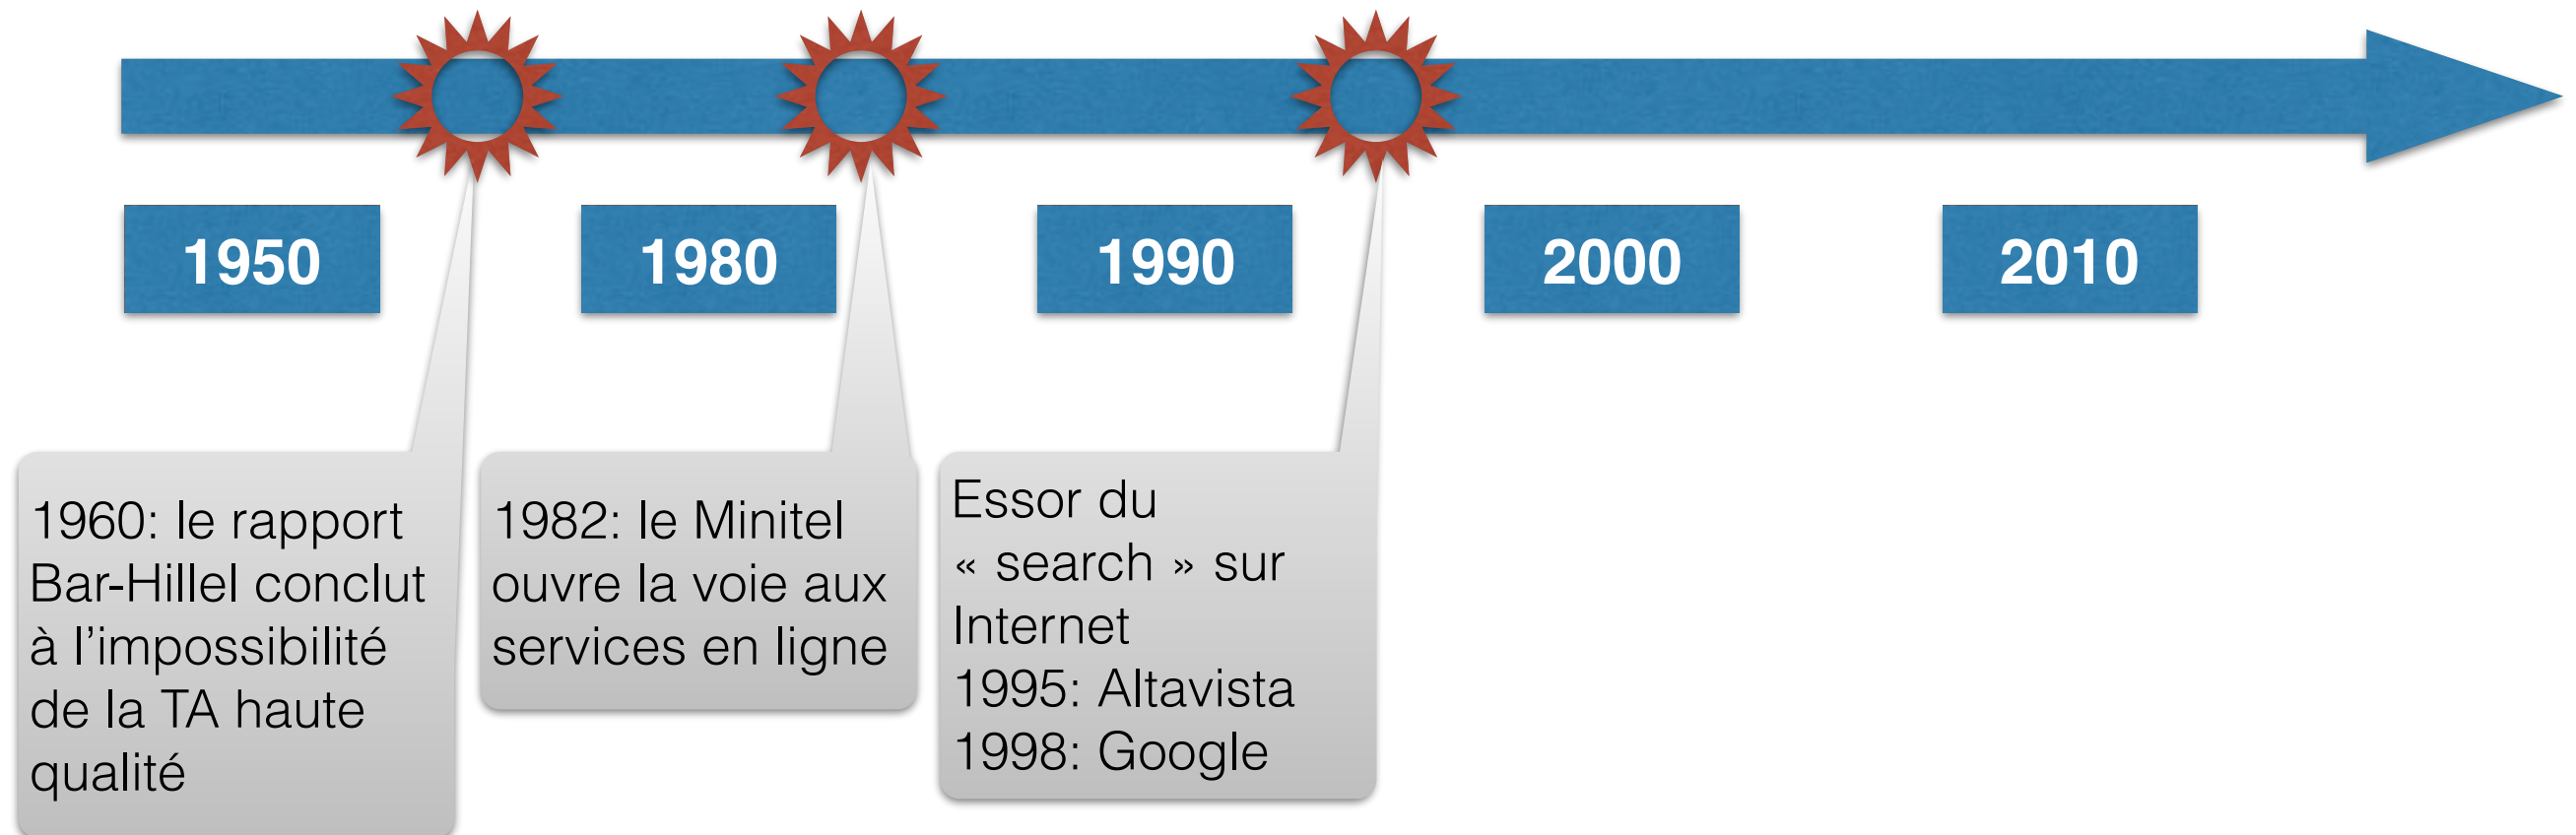 1950
1980
1990
2000
2010
1960: le rapport
Bar-Hillel conclut
à l’impossibilité
de la TA haute
qualité
1982: le Minitel
ouvre la voie aux
services en ligne
Essor du
« search » sur
Internet
1995: Altavista
1998: Google